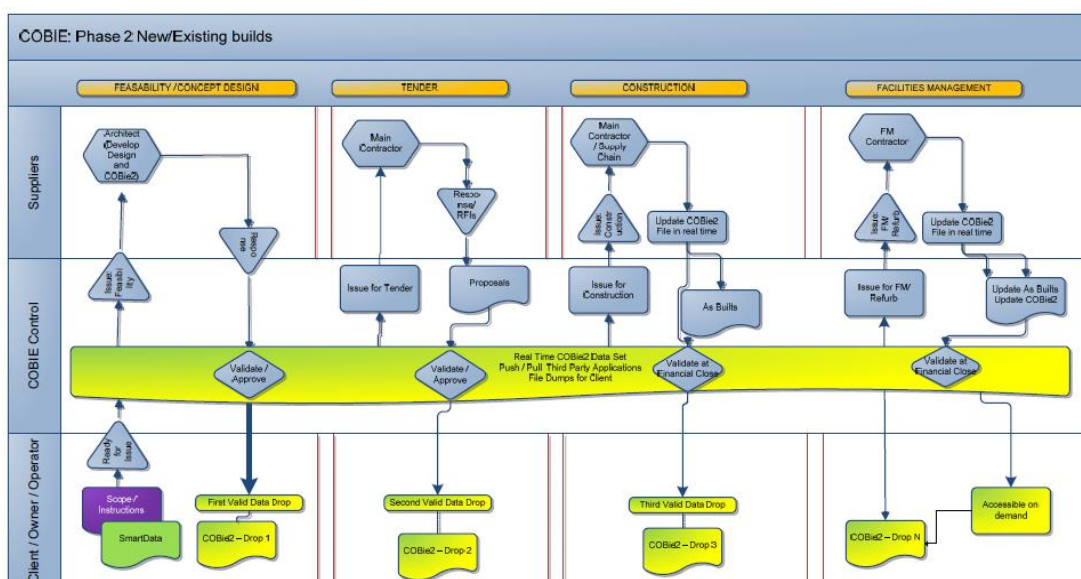 COBIE: Phase 2 New/Existing builds
FEASABILITY / CONCEPT DESIGN
TENDER
CONSTRUCTION
FACILITIES MANAGEMENT
Suppliers
Architect
(Develop
Design
and
COBie2)
Respo
nse
Main
Contractor
Respo
nse/
RFIs
Main
Contractor
/ Supply
Chain
Issue:
Constr
uction
Update COBie2
File in real time
FM
Contractor
Issue:
FM/
Refurb
Update COBie2
File in real time
COBIE Control
Issue:
Feasibi
lity
Issue for Tender
Proposals
Issue for
Construction
As Builts
Issue for FM/
Refurb
Update As Builts
Update COBie2
Validate /
Approve
Validate /
Approve
Real Time COBie2 Data Set
Push / Pull Third Party Applications
File Dumps for Client
Validate at
Financial Close
Validate at
Financial Close
Client / Owner / Operator
Ready
for
Issue
Scope /
Instructions
SmartData
First Valid Data Drop
COBie2 – Drop 1
Second Valid Data Drop
COBie2 – Drop 2
Third Valid Data Drop
COBie2 – Drop 3
COBie2 – Drop N
Accessible on
demand